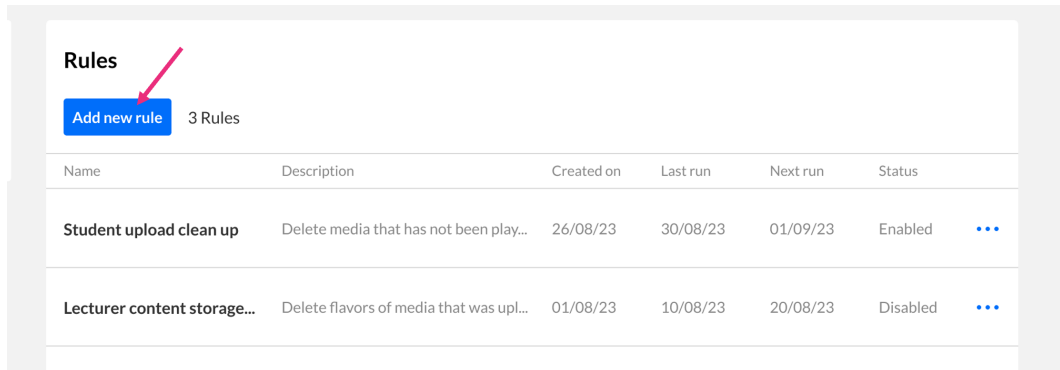 Rules
Add new rule 3 Rules
Name Description Created on Last run Next run Status
Student upload clean up Delete media that has not been play... 26/08/23 30/08/23 01/09/23 Enabled
Lecturer content storage... Delete flavors of media that was upl... 01/08/23 10/08/23 20/08/23 Disabled